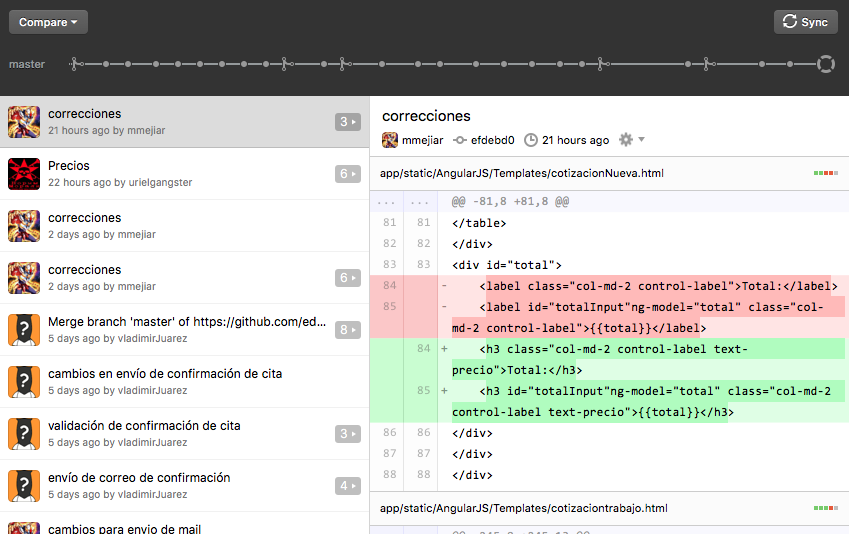 Compare
Sync
master
correcciones
21 hours ago by mmejiar
3
Precios
22 hours ago by urielgangster
6
correcciones
2 days ago by mmejiar
correcciones
2 days ago by mmejiar
6
Merge branch 'master' of https://github.com/ed...
5 days ago by vladimirJuarez
8
cambios en envío de confirmación de cita
5 days ago by vladimirJuarez
validación de confirmación de cita
5 days ago by vladimirJuarez
3
envío de correo de confirmación
5 days ago by vladimirJuarez
4
cambios para envio de mail
correcciones
mmejiar efdebd0 21 hours ago
app/static/AngularJS/Templates/cotizacionNueva.html
... ... @@ -81,8 +81,8 @@
81 81 </table>
82 82 </div>
83 83 <div id="total">
84 - <label class="col-md-2 control-label">Total:</label>
85 - <label id="totalInput"ng-model="total" class="col-
md-2 control-label">{{total}}</label>
84 + <h3 class="col-md-2 control-label text-
precio">Total:</h3>
85 + <h3 id="totalInput"ng-model="total" class="col-md-2
control-label text-precio">{{total}}</h3>
86 86 </div>
87 87 </div>
88 88 </div>
app/static/AngularJS/Templates/cotizaciontrabajo.html